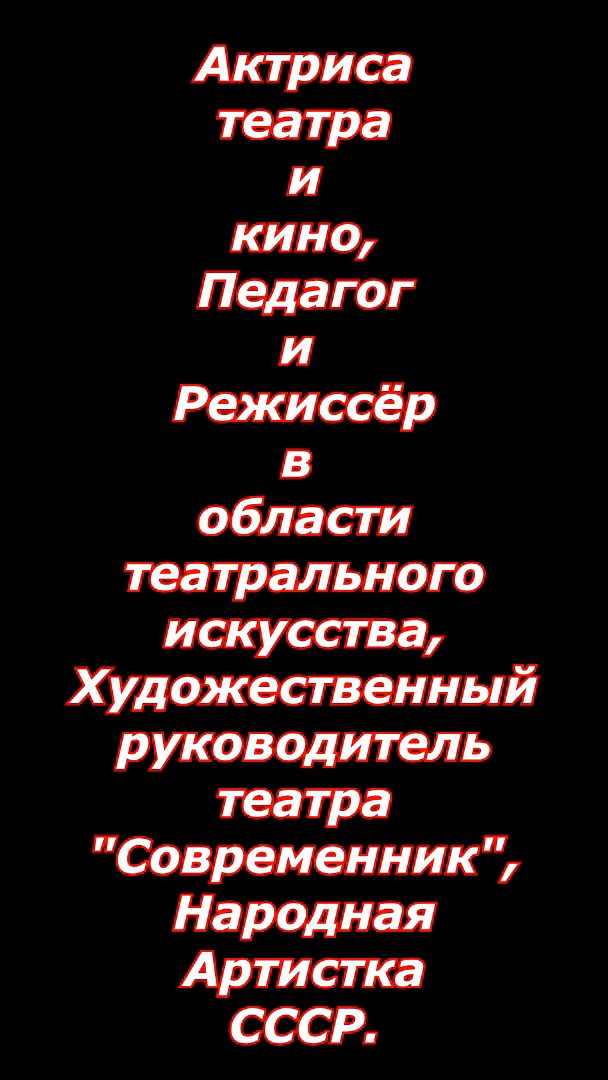 Актриса
театра
и
кино,
Педагог
и
Режиссёр
в
области
театрального
искусства,
Художественный
руководитель
театра
"Современник",
Народная
Артистка
СССР.